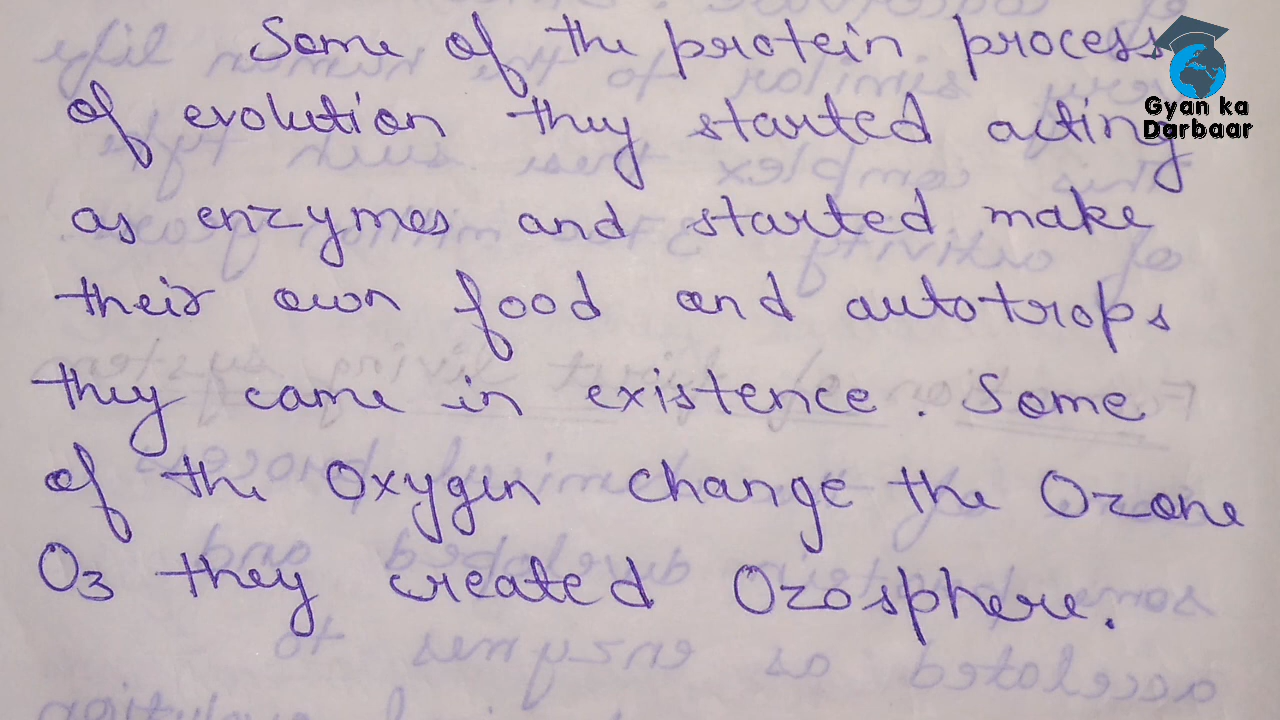 Some of the protein process
of evolution they started acting
as enzymes and started make
their own food and autotrops
they came in existence. Some
of the Oxygen change the Ozone
O3 they created Ozosphere.
Gyan ka
Darbaar